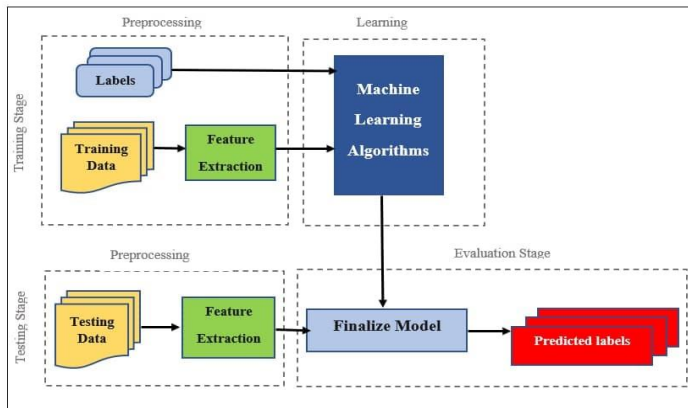 Preprocessing
Learning
Training Stage
Labels
Machine
Learning
Algorithms
Training
Data
Feature
Extraction
Preprocessing
Evaluation Stage
Testing Stage
Testing
Data
Feature
Extraction
Finalize Model
Predicted labels